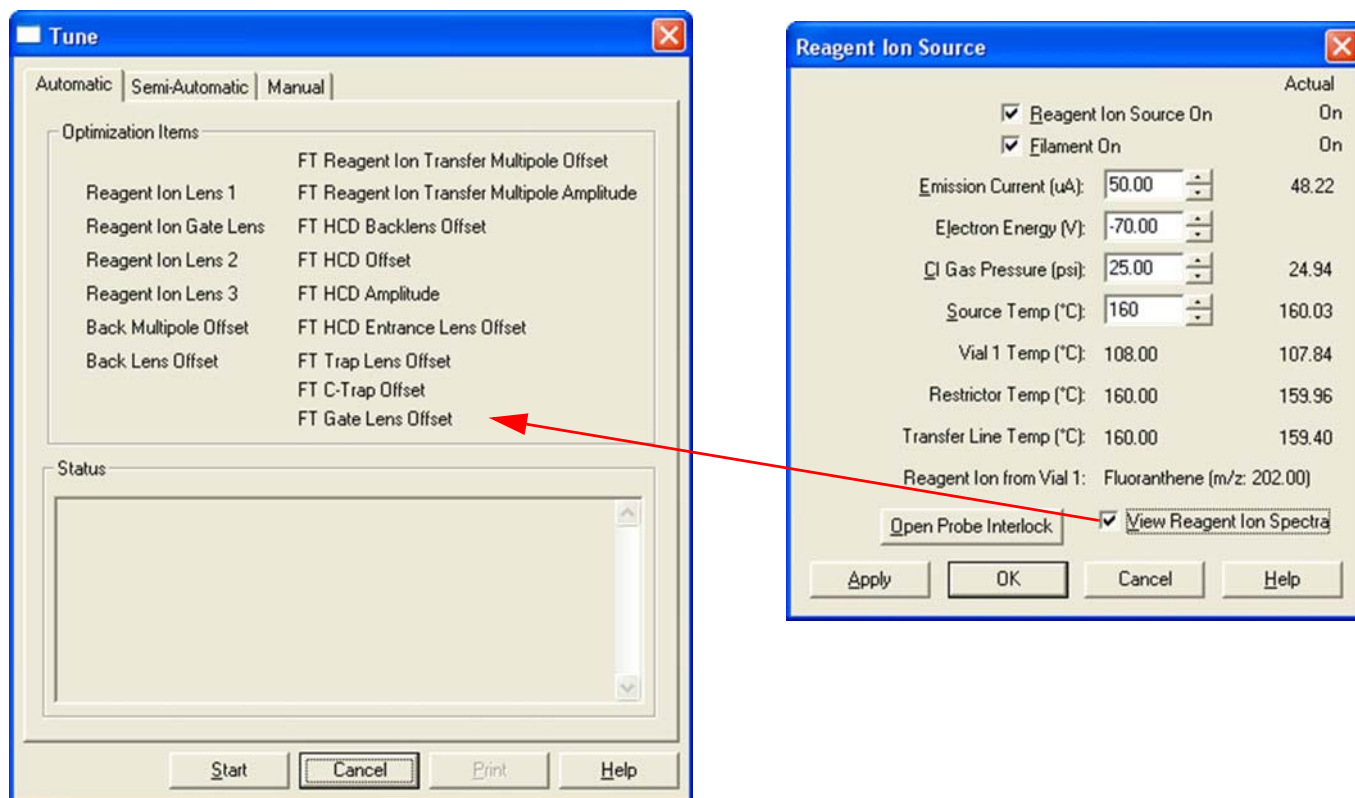 Tune
Automatic Semi-Automatic Manual
Optimization Items
FT Reagent Ion Transfer Multipole Offset
Reagent Ion Lens 1 FT Reagent Ion Transfer Multipole Amplitude
Reagent Ion Gate Lens FT HCD Backlens Offset
Reagent Ion Lens 2 FT HCD Offset
Reagent Ion Lens 3 FT HCD Amplitude
Back Multipole Offset FT HCD Entrance Lens Offset
Back Lens Offset FT Trap Lens Offset
FT C-Trap Offset
FT Gate Lens Offset
Status
Start Cancel Print Help
Reagent Ion Source
Actual
Reagent Ion Source On On
Filament On On
Emission Current (uA): 50.00 48.22
Electron Energy (V): -70.00
CI Gas Pressure (psi): 25.00 24.94
Source Temp (°C): 160 160.03
Vial 1 Temp (°C): 108.00 107.84
Restrictor Temp (°C): 160.00 159.96
Transfer Line Temp (°C): 160.00 159.40
Reagent Ion from Vial 1: Fluoranthene (m/z: 202.00)
Open Probe Interlock View Reagent Ion Spectra
Apply OK Cancel Help